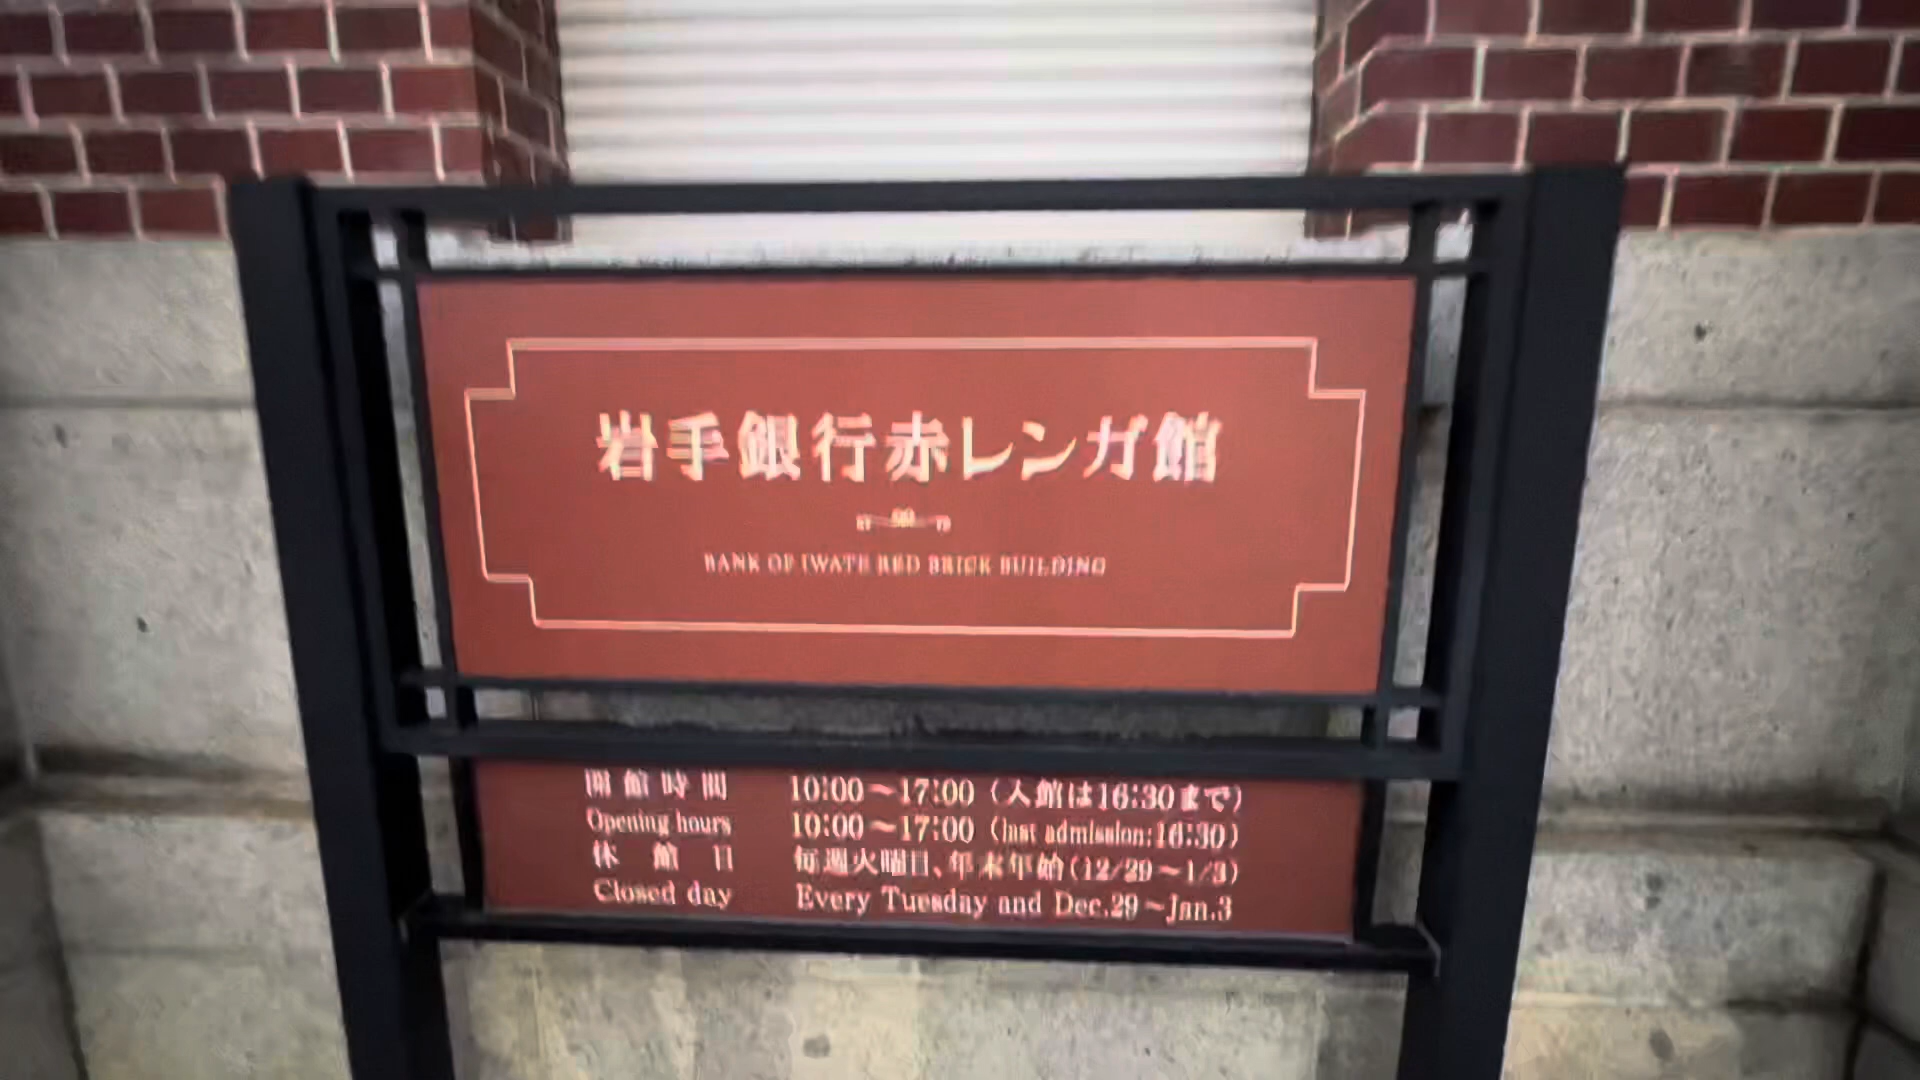 岩手銀行赤レンガ館
BANK OF IWATE RED BRICK BUILDING
開館時間 10:00〜17:00（入館は16:30まで）
Opening hours 10:00〜17:00 (last admission:16:30)
休館日 毎週火曜日、年末年始(12/29〜1/3)
Closed day Every Tuesday and Dec.29〜Jan.3